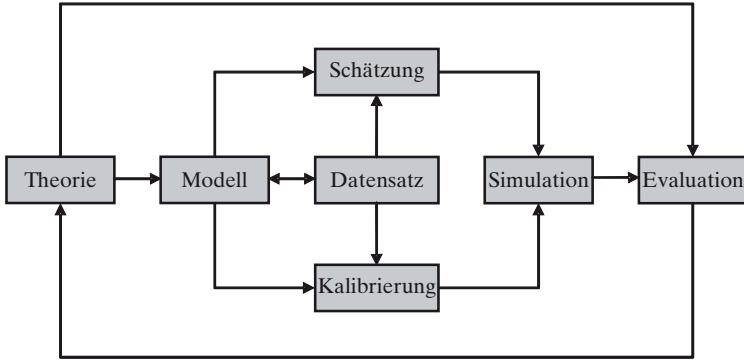 Schätzung
Theorie
Modell
Datensatz
Simulation
Evaluation
Kalibrierung